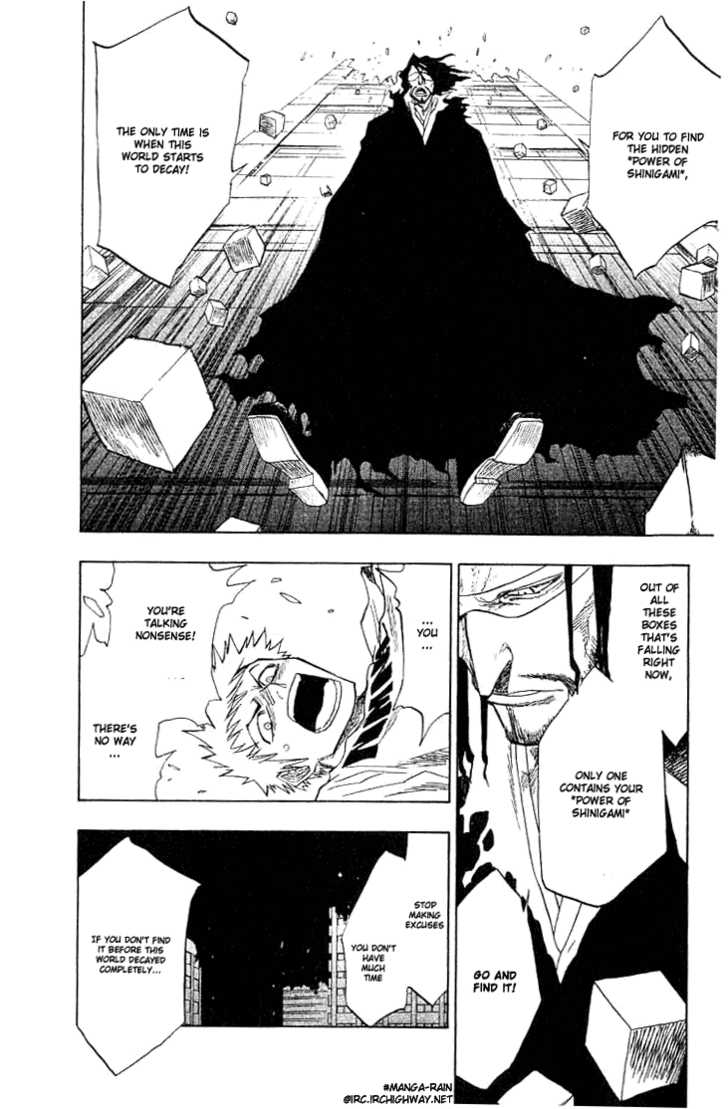 FOR YOU TO FIND
THE HIDDEN
"POWER OF
SHINIGAMI",
THE ONLY TIME IS
WHEN THIS
WORLD STARTS
TO DECAY!
OUT OF
ALL
THESE
BOXES
THAT'S
FALLING
RIGHT
NOW,
ONLY ONE
CONTAINS YOUR
"POWER OF
SHINIGAMI"
GO AND
FIND IT!
...
YOU
...
YOU'RE
TALKING
NONSENSE!
THERE'S
NO WAY
...
STOP
MAKING
EXCUSES
YOU DON'T
HAVE
MUCH
TIME
IF YOU DON'T FIND
IT BEFORE THIS
WORLD DECAYED
COMPLETELY...
#MANGA-RAIN
@IRC.IRCHIGHWAY.NET